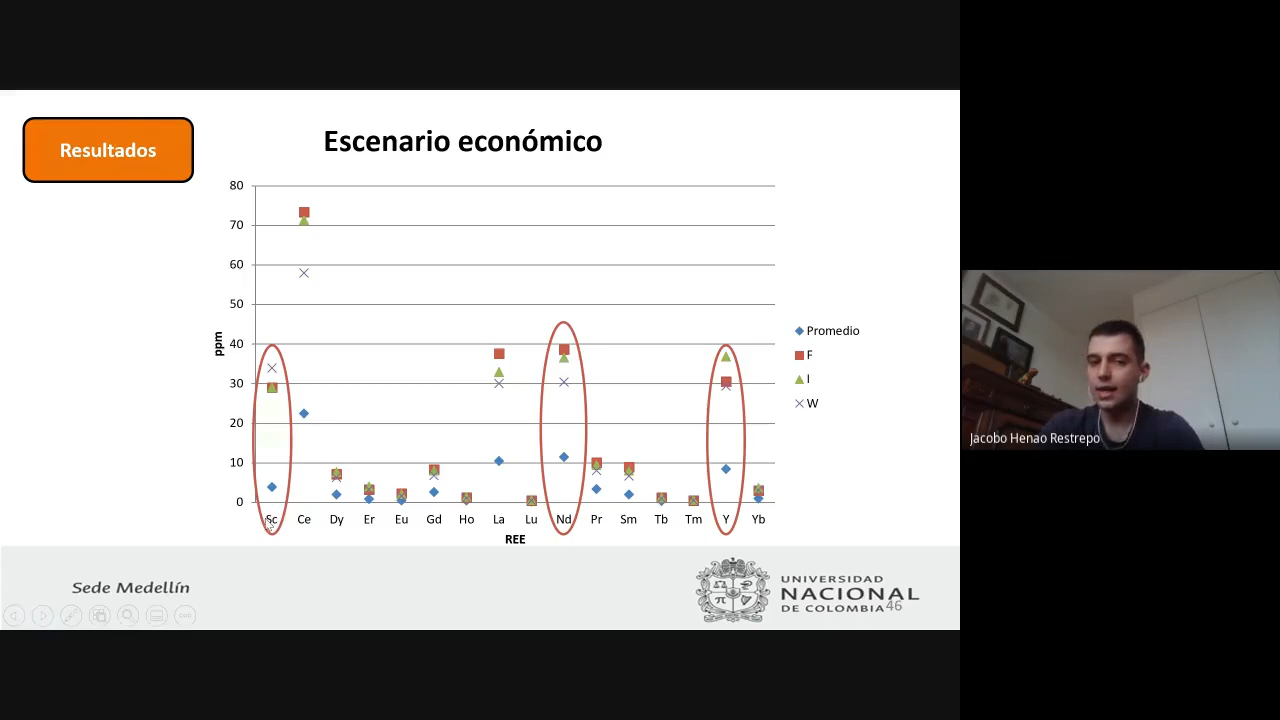 Resultados
Escenario económico
80
70
60
50
40
30
20
10
0
ppm
Sc Ce Dy Er Eu Gd Ho La Lu Nd Pr Sm Tb Tm Y Yb
REE
Promedio
F
I
W
Jacobo Henao Restrepo
Sede Medellín
UNIVERSIDAD
NACIONAL
DE COLOMBIA
46